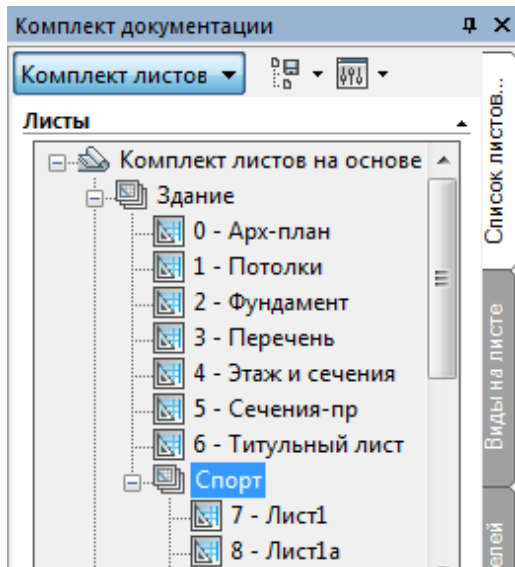 Комплект документации
Комплект листов
Листы
Комплект листов на основе
Здание
0 - Арх-план
1 - Потолки
2 - Фундамент
3 - Перечень
4 - Этаж и сечения
5 - Сечения-пр
6 - Титульный лист
Спорт
7 - Лист1
8 - Лист1а
Список листов...
Виды на листе